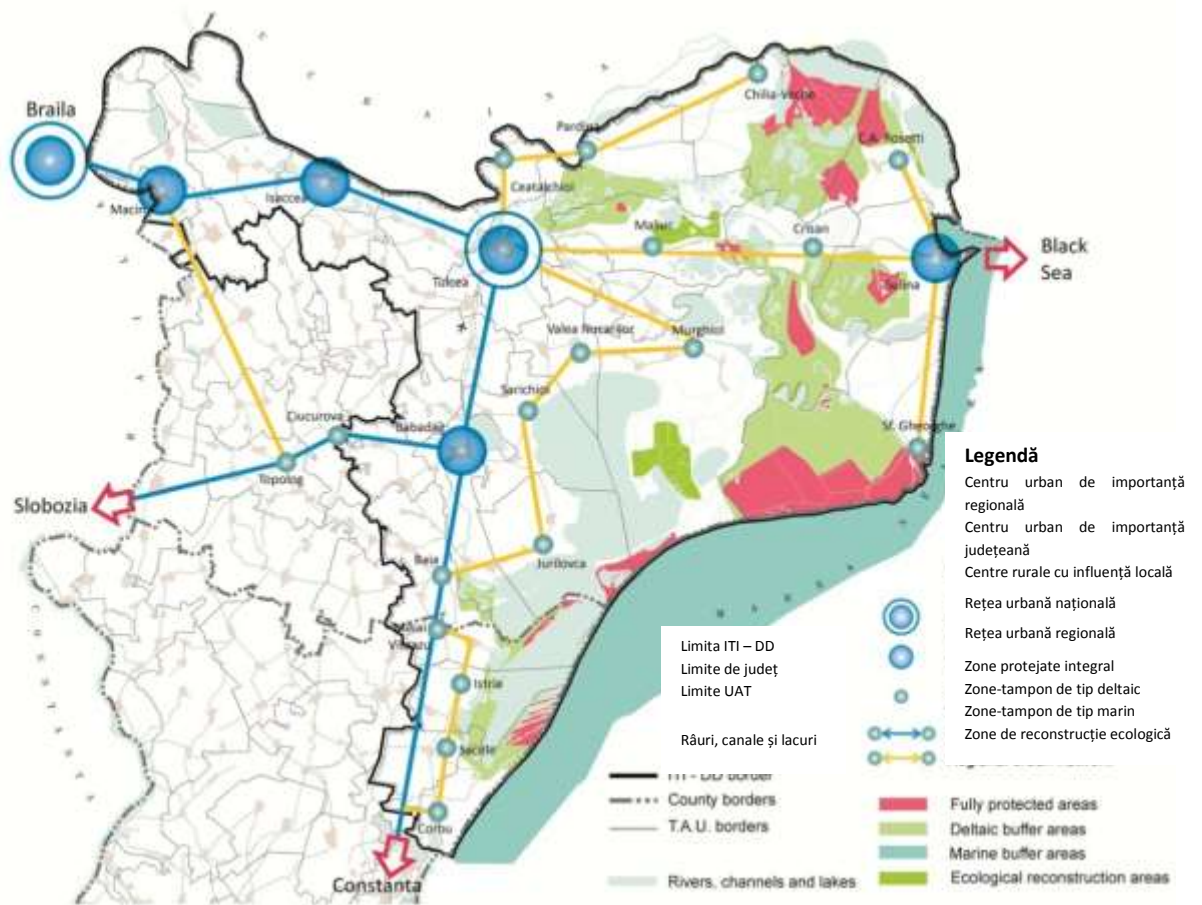 Braila
Chilia-Veche
Pardina
C.A. Rosetti
Ceatalchioi
Isaccea
Macin
Maliuc
Crisan
Black
Sea
Tulcea
Sulina
Valea Nucarilor
Murghiol
Sarichioi
Ciucurova
Babadag
Sf. Gheorghe
Topolog
Slobozia
Baia
Jurilovca
Mihai
Viteazu
Istria
Sacele
Corbu
Constanta
CONSTANTA
Legendă
Centru urban de importanță
regională
Centru urban de importanță
județeană
Centre rurale cu influență locală
Rețea urbană națională
Rețea urbană regională
Zone protejate integral
Zone-tampon de tip deltaic
Zone-tampon de tip marin
Zone de reconstrucție ecologică
Limita ITI – DD
Limite de județ
Limite UAT
Râuri, canale și lacuri
ITI - DD border
County borders
T.A.U. borders
Rivers, channels and lakes
Fully protected areas
Deltaic buffer areas
Marine buffer areas
Ecological reconstruction areas